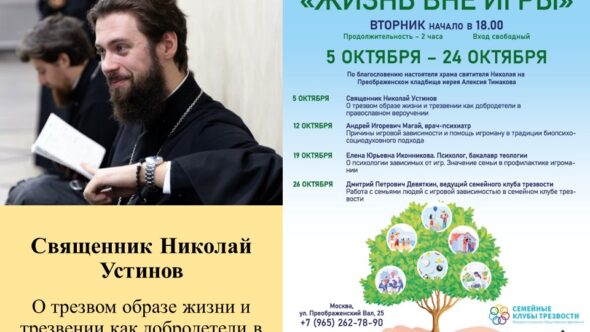 Священник Николай
Устинов
О трезвом образе жизни и
трезвении как добродетели в
«ЖИЗНЬ ВНЕ ИГРЫ»
ВТОРНИК начало в 18.00
Продолжительность - 2 часа Вход свободный
5 ОКТЯБРЯ - 24 ОКТЯБРЯ
По благословению настоятеля храма святителя Николая на
Преображенском кладбище иерея Алексия Тимакова
5 ОКТЯБРЯ Священник Николай Устинов
О трезвом образе жизни и трезвении как добродетели в
православном вероучении
12 ОКТЯБРЯ Андрей Игоревич Магай, врач-психиатр
Причины игровой зависимости и помощь игроману в традиции биопсихо-
социодуховного подхода
19 ОКТЯБРЯ Елена Юрьевна Иконникова. Психолог, бакалавр теологии
О психологии зависимых от игр. Значение семьи в профилактике игрома-
нии
26 ОКТЯБРЯ Дмитрий Петрович Девяткин, ведущий семейного клуба трезвости
Работа с семьями людей с игровой зависимостью в семейном клубе трез-
вости
Москва,
ул. Преображенский Вал, 25
+7 (965) 262-78-90
СЕМЕЙНЫЕ
КЛУБЫ ТРЕЗВОСТИ